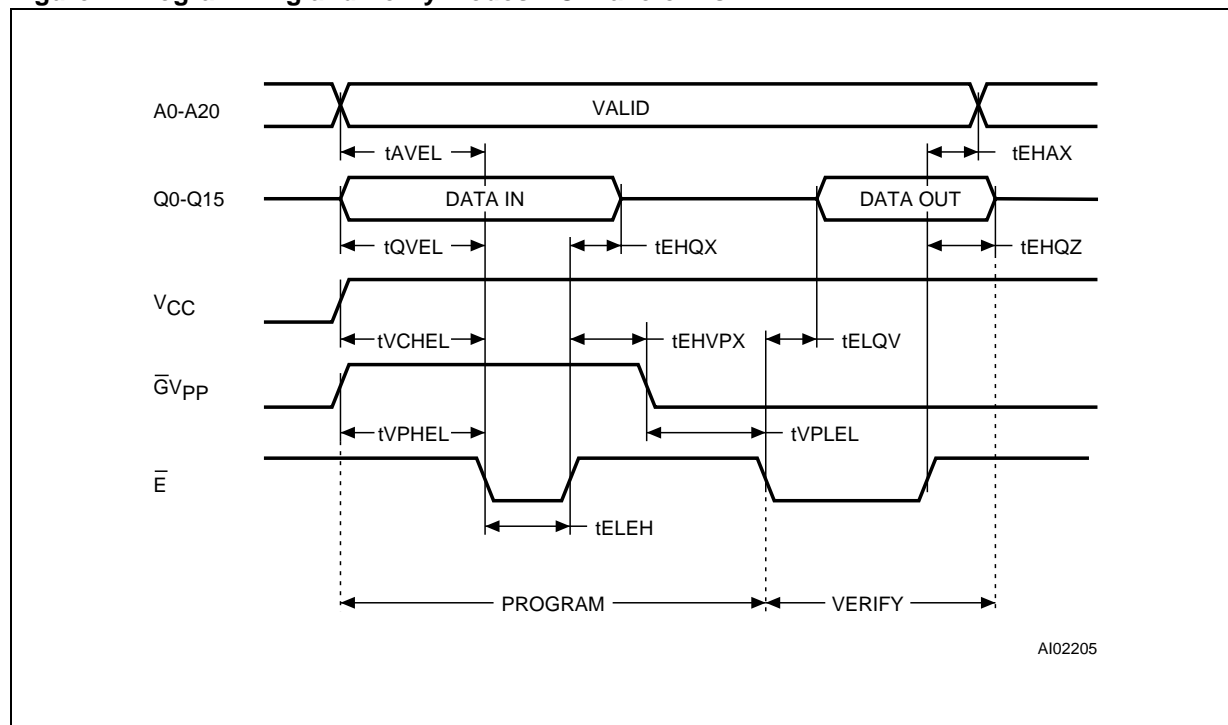 A0-A20
VALID
tAVEL
tEHAX
Q0-Q15
DATA IN
DATA OUT
tQVEL
tEHQX
tEHQZ
VCC
tVCHEL
tEHVPX
tELQV
G̅VPP
tVPHEL
tVPLEL
E̅
tELEH
PROGRAM
VERIFY
AI02205